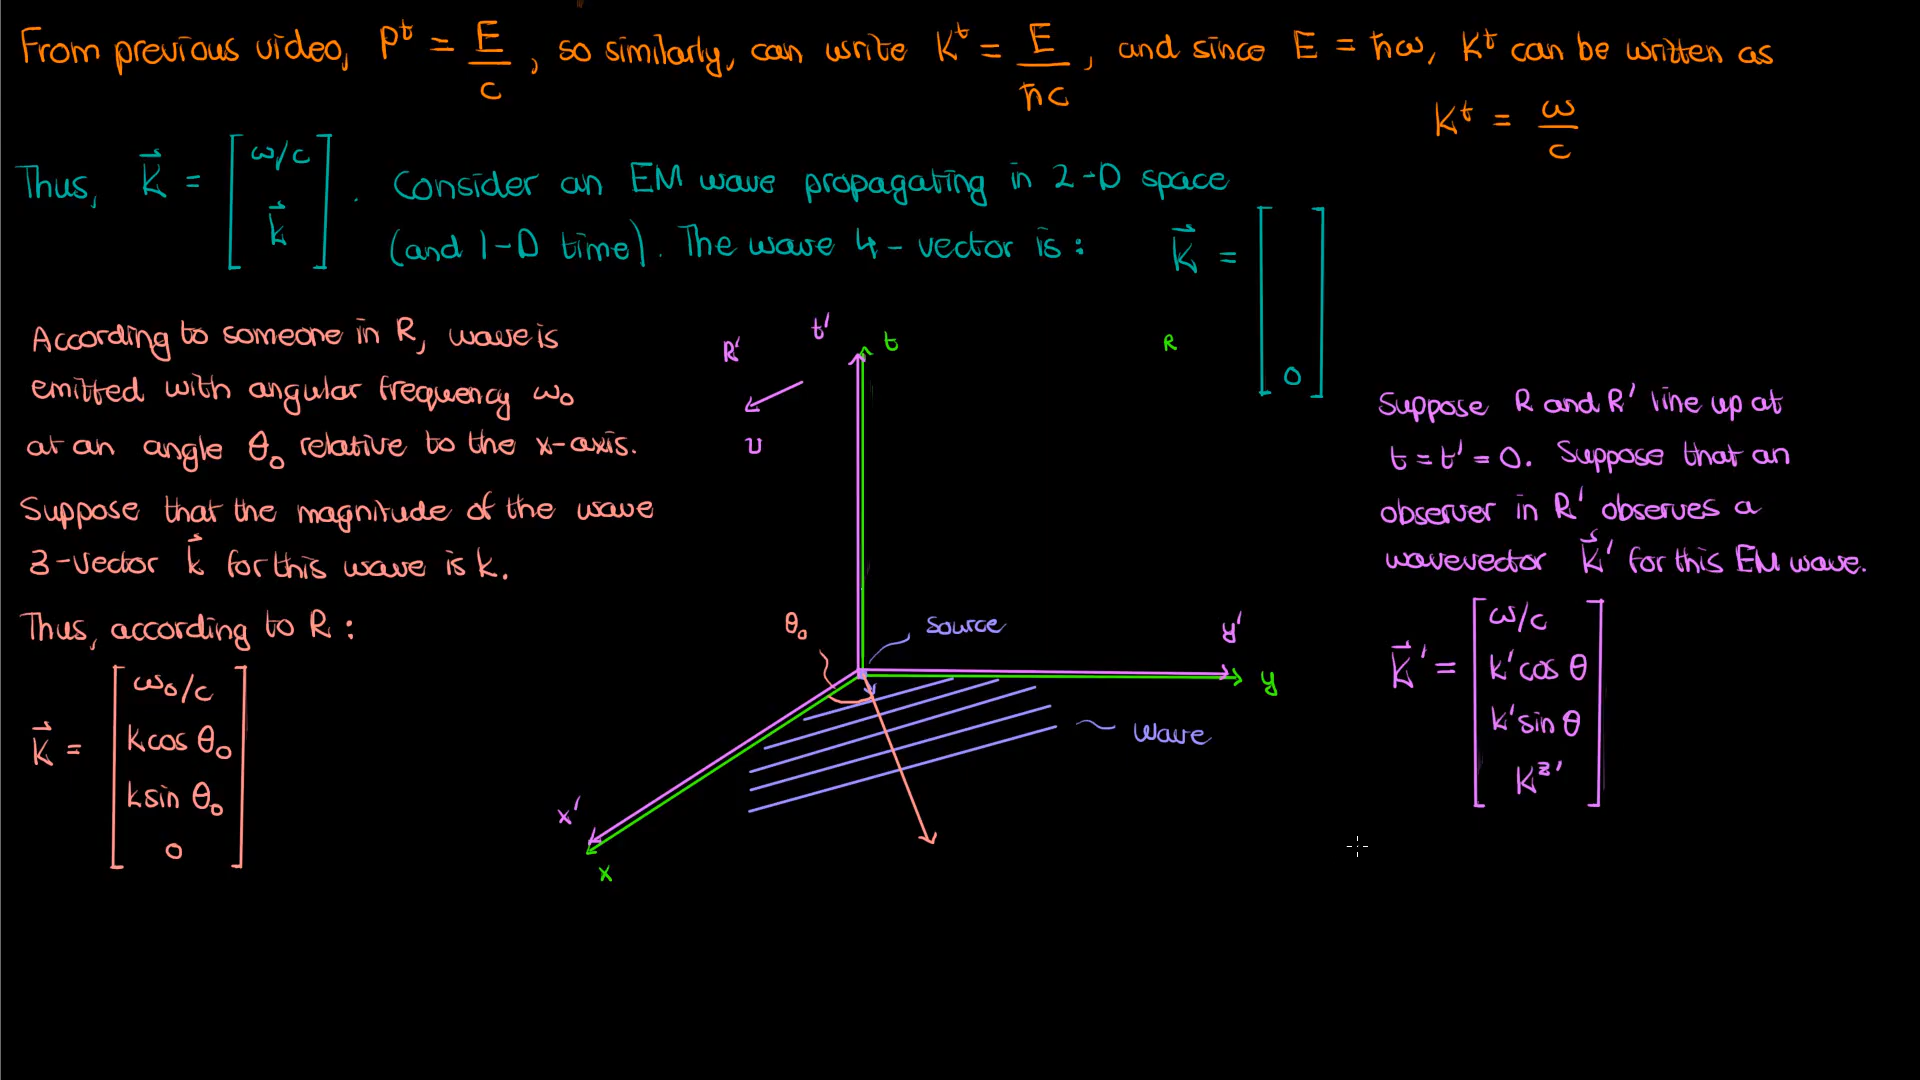 From previous video, P^t = E/c, so similarly, can write K^t = E/ħc, and since E = ħω, K^t can be written as
K^t = ω/c
Thus, K⃗ = [ω/c
k⃗]. Consider an EM wave propagating in 2-D space
(and 1-D time). The wave 4-vector is: K⃗ = [
0]
According to someone in R, wave is
emitted with angular frequency ω₀
at an angle θ₀ relative to the x-axis.
Suppose that the magnitude of the wave
3-vector k⃗ for this wave is k.
Thus, according to R:
K⃗ = [ω₀/c
k cos θ₀
k sin θ₀
0]
R'
t'
t
R
υ
θ₀
Source
y'
y
Wave
x'
x
Suppose R and R' line up at
t = t' = 0. Suppose that an
observer in R' observes a
wavevector K⃗' for this EM wave.
K⃗' = [ω/c
k' cos θ
k' sin θ
K^z']